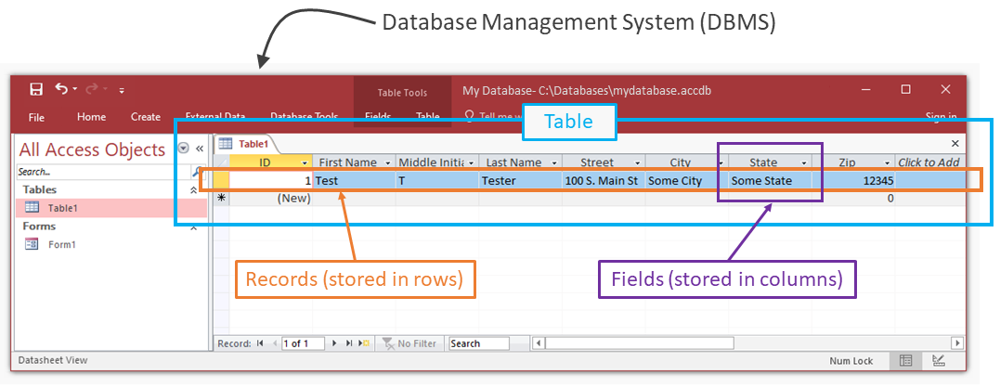 Database Management System (DBMS)
Table Tools
My Database- C:\Databases\mydatabase.accdb
File Home Create External Data Database Tools Fields Table Tell me Sign in
Table
All Access Objects
Table1
Search...
ID First Name Middle Initia Last Name Street City State Zip Click to Add
1 Test T Tester 100 S. Main St Some City Some State 12345
(New) 0
Tables
Table1
Forms
Form1
Records (stored in rows)
Fields (stored in columns)
Record: 1 of 1 No Filter Search
Datasheet View
Num Lock